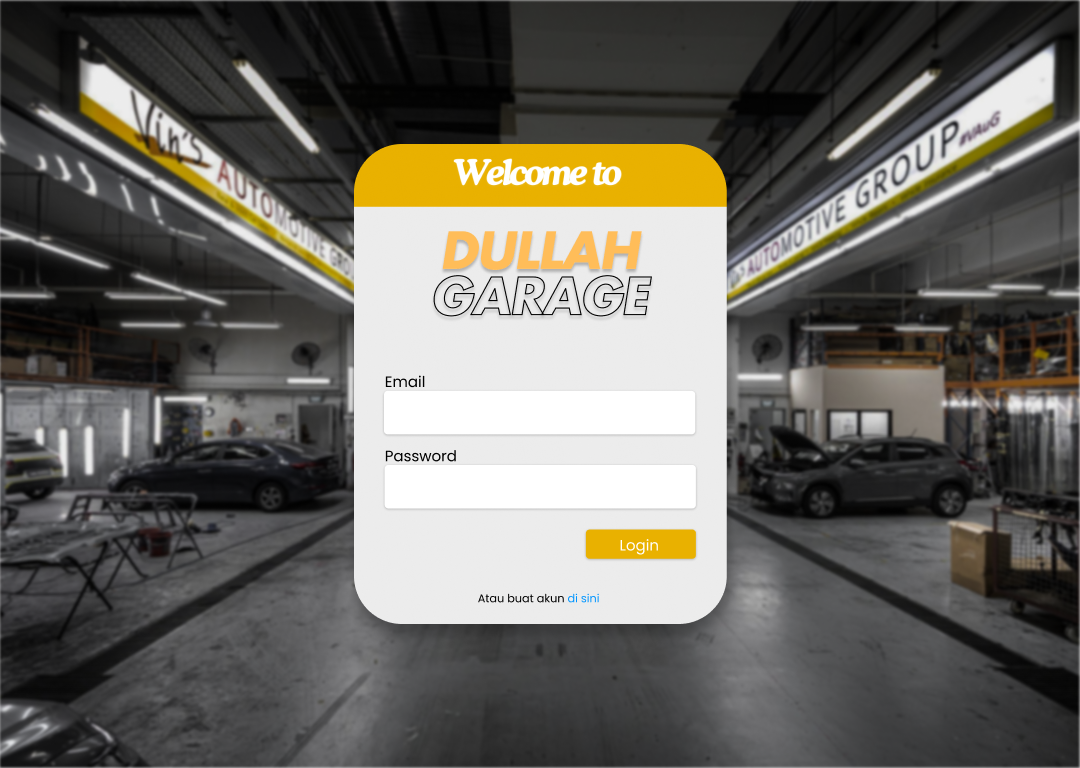 Vin's AUTOMOTIVE GROUP
AUTOMOTIVE GROUP #VAuG
Welcome to
DULLAH
GARAGE
Email
Password
Login
Atau buat akun di sini